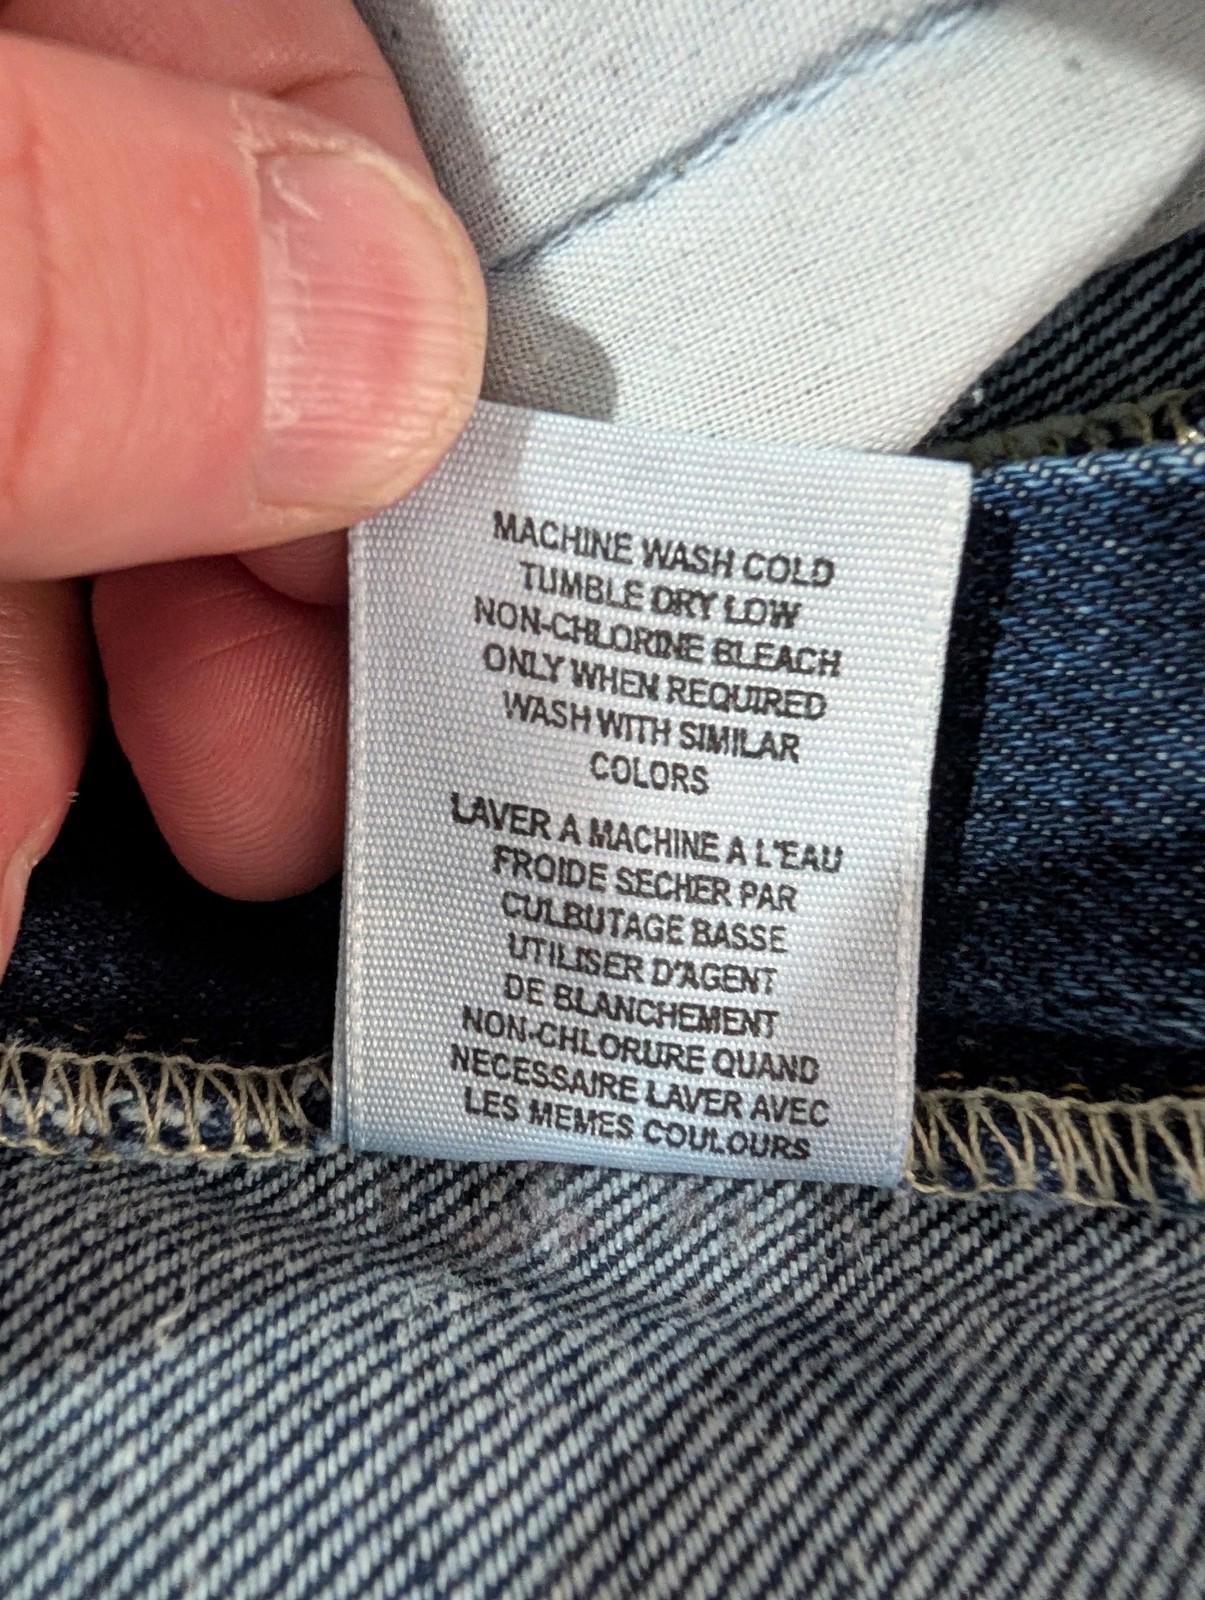 MACHINE WASH COLD
TUMBLE DRY LOW
NON-CHLORINE BLEACH
ONLY WHEN REQUIRED
WASH WITH SIMILAR
COLORS
LAVER A MACHINE A L'EAU
FROIDE SECHER PAR
CULBUTAGE BASSE
UTILISER D'AGENT
DE BLANCHEMENT
NON-CHLORURE QUAND
NECESSAIRE LAVER AVEC
LES MEMES COULOURS